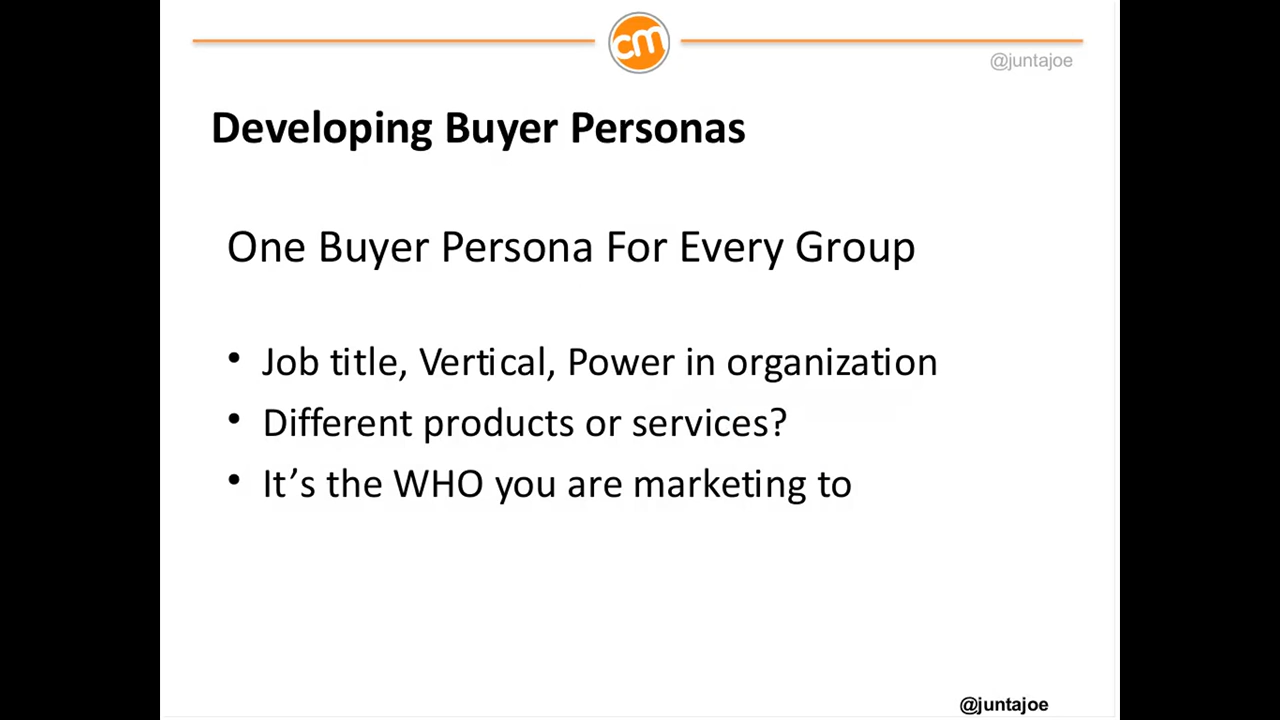 cm
@juntajoe
Developing Buyer Personas
One Buyer Persona For Every Group
• Job title, Vertical, Power in organization
• Different products or services?
• It’s the WHO you are marketing to
@juntajoe